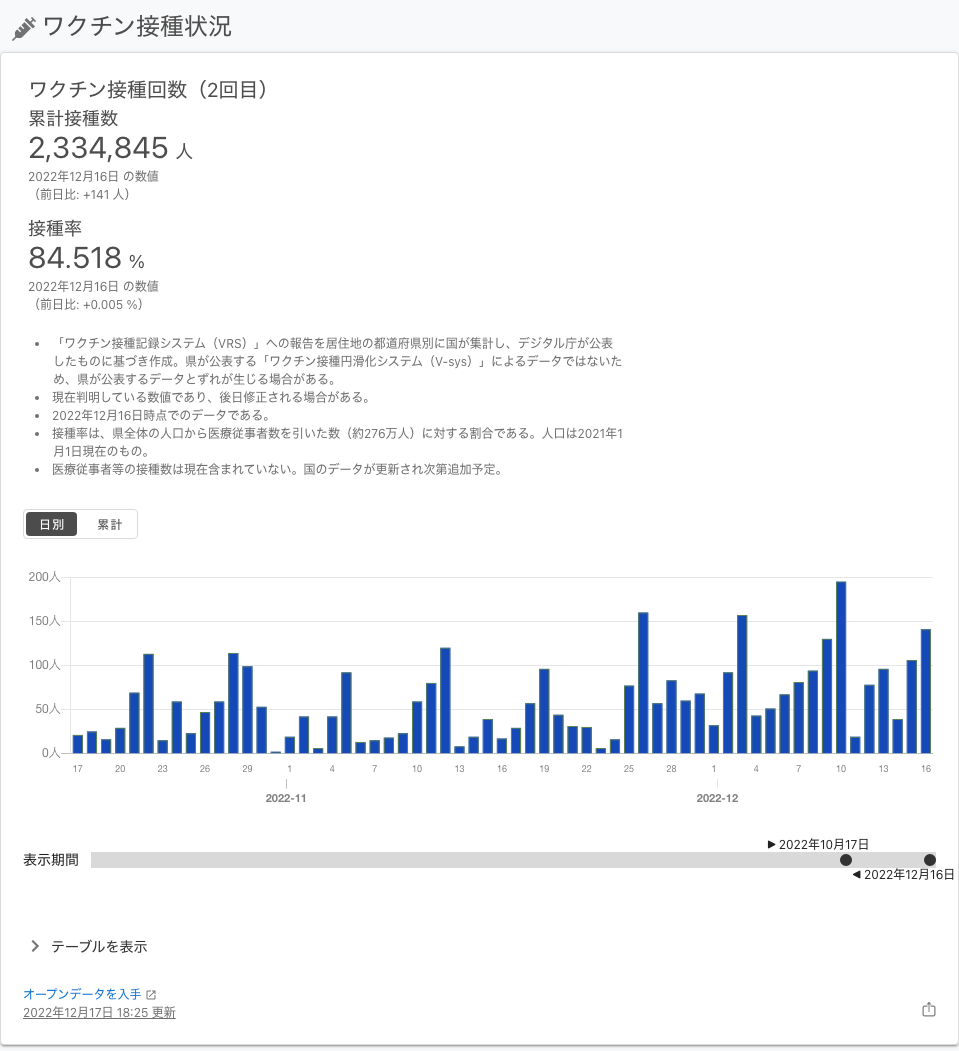 ワクチン接種状況
ワクチン接種回数（2回目）
累計接種数
2,334,845 人
2022年12月16日 の数値
（前日比: +141 人）
接種率
84.518 %
2022年12月16日 の数値
（前日比: +0.005 %）
• 「ワクチン接種記録システム（VRS）」への報告を居住地の都道府県別に国が集計し、デジタル庁が公表
したものに基づき作成。県が公表する「ワクチン接種円滑化システム（V-sys）」によるデータではないた
め、県が公表するデータとずれが生じる場合がある。
• 現在判明している数値であり、後日修正される場合がある。
• 2022年12月16日時点でのデータである。
• 接種率は、県全体の人口から医療従事者数を引いた数（約276万人）に対する割合である。人口は2021年1
月1日現在のもの。
• 医療従事者等の接種数は現在含まれていない。国のデータが更新され次第追加予定。
日別 累計
200人
150人
100人
50人
0人
17 20 23 26 29 1 4 7 10 13 16 19 22 25 28 1 4 7 10 13 16
2022-11 2022-12
▶ 2022年10月17日
表示期間
◀ 2022年12月16日
テーブルを表示
オープンデータを入手
2022年12月17日 18:25 更新